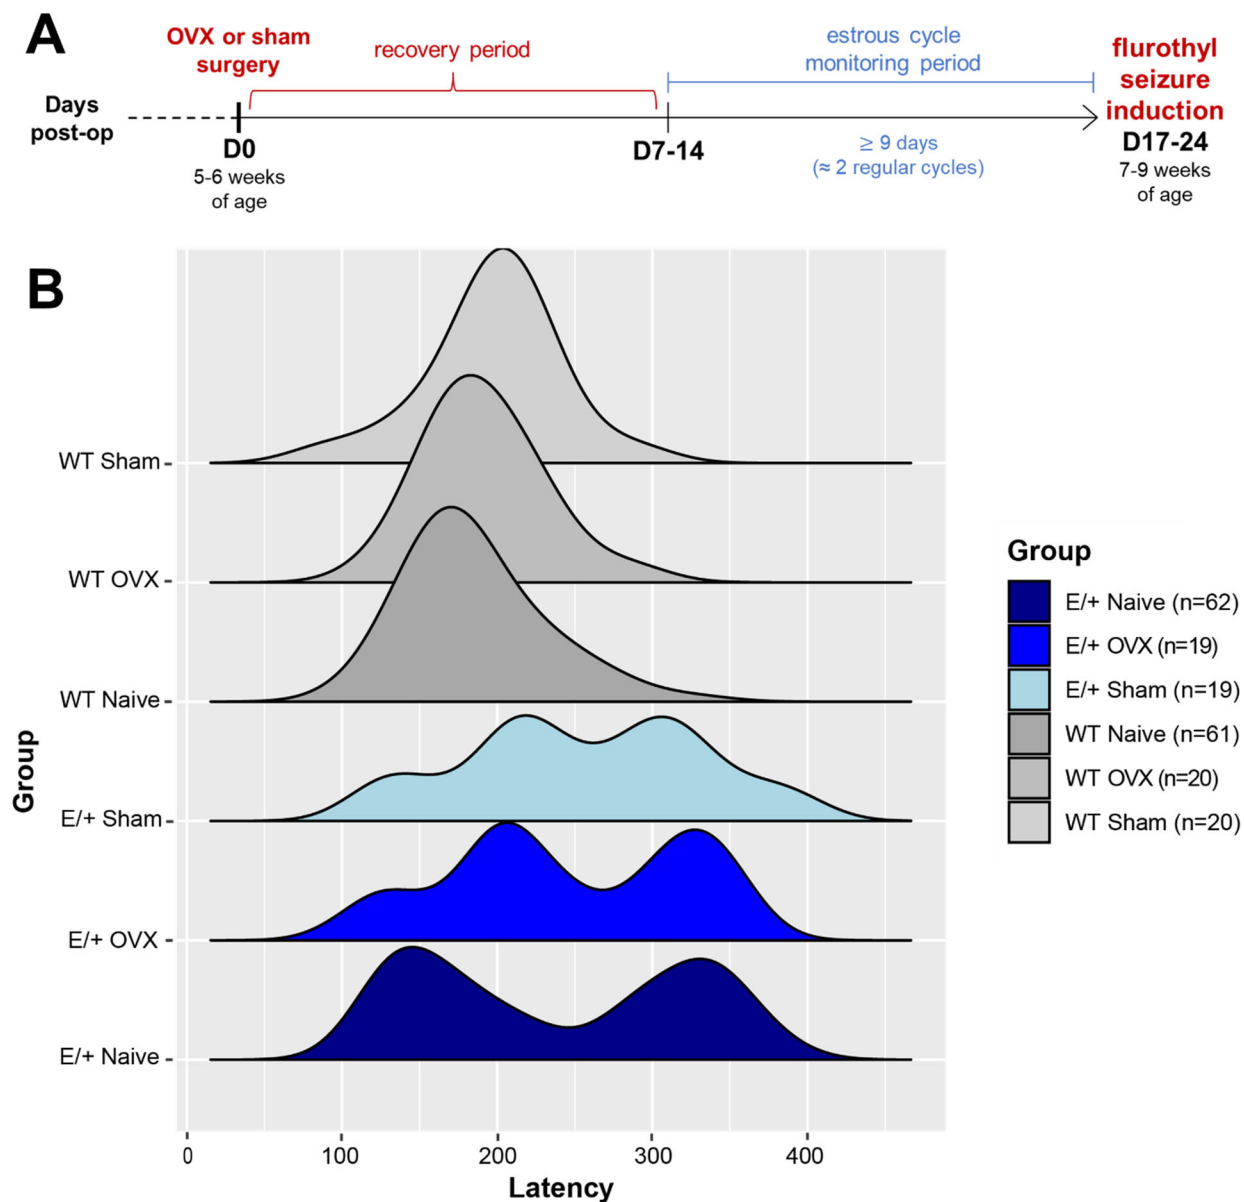 A
OVX or sham
surgery
recovery period
estrous cycle
monitoring period
flurothyl
seizure
induction
Days
post-op
D0
5-6 weeks
of age
D7-14
≥ 9 days
(≈ 2 regular cycles)
D17-24
7-9 weeks
of age
B
WT Sham
WT OVX
WT Naive
E/+ Sham
E/+ OVX
E/+ Naive
Group
0 100 200 300 400
Latency
Group
E/+ Naive (n=62)
E/+ OVX (n=19)
E/+ Sham (n=19)
WT Naive (n=61)
WT OVX (n=20)
WT Sham (n=20)